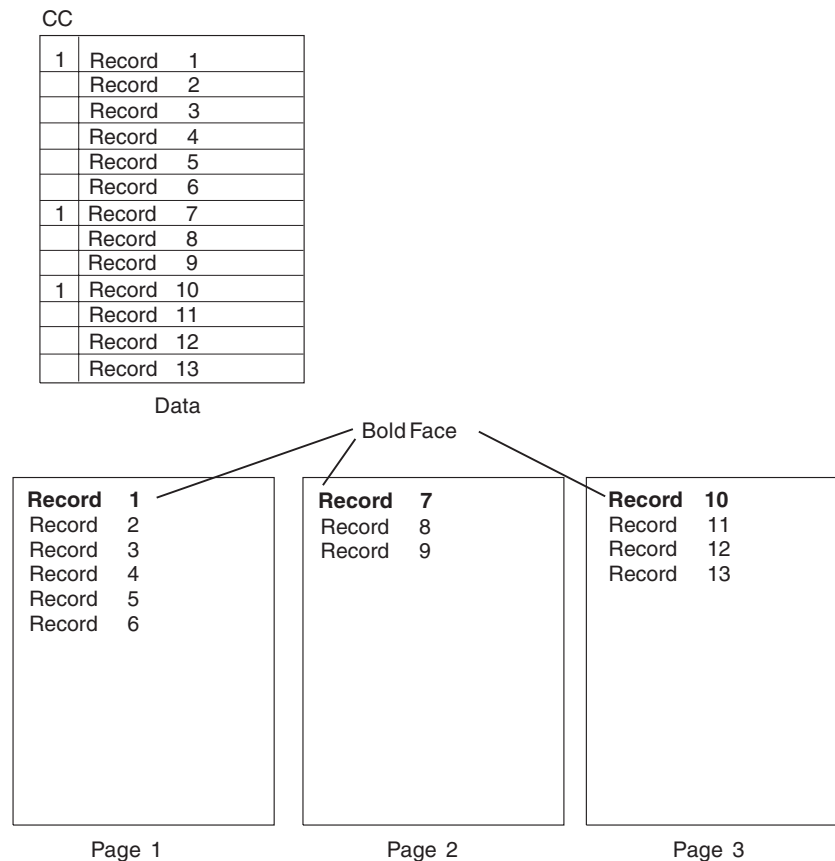 CC
1 Record 1
Record 2
Record 3
Record 4
Record 5
Record 6
1 Record 7
Record 8
Record 9
1 Record 10
Record 11
Record 12
Record 13
Data
Bold Face
Record 1
Record 2
Record 3
Record 4
Record 5
Record 6
Page 1
Record 7
Record 8
Record 9
Page 2
Record 10
Record 11
Record 12
Record 13
Page 3